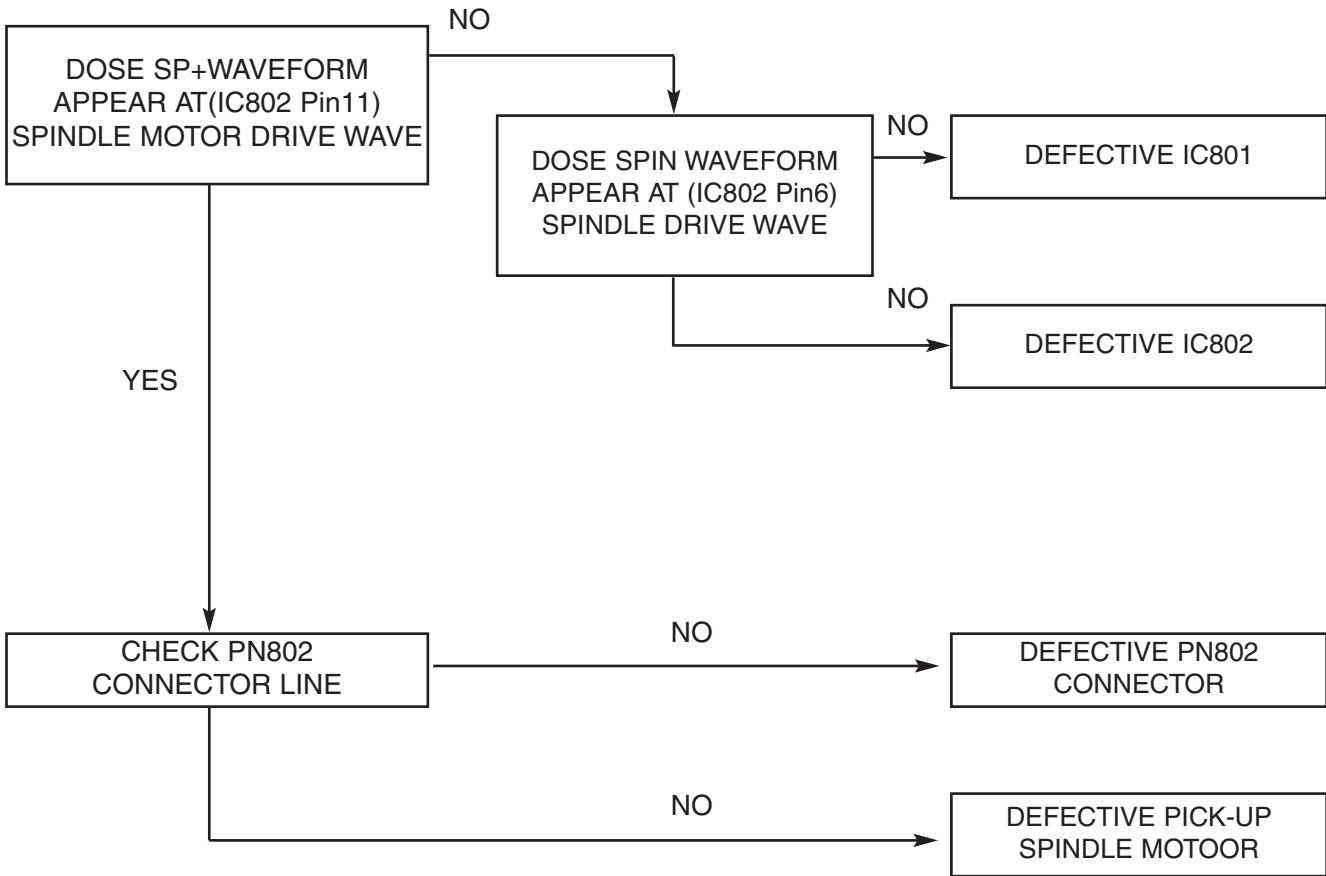 NO
DOSE SP+WAVEFORM
APPEAR AT(IC802 Pin11)
SPINDLE MOTOR DRIVE WAVE
DOSE SPIN WAVEFORM
APPEAR AT (IC802 Pin6)
SPINDLE DRIVE WAVE
NO
DEFECTIVE IC801
NO
DEFECTIVE IC802
YES
CHECK PN802
CONNECTOR LINE
NO
DEFECTIVE PN802
CONNECTOR
NO
DEFECTIVE PICK-UP
SPINDLE MOTOOR